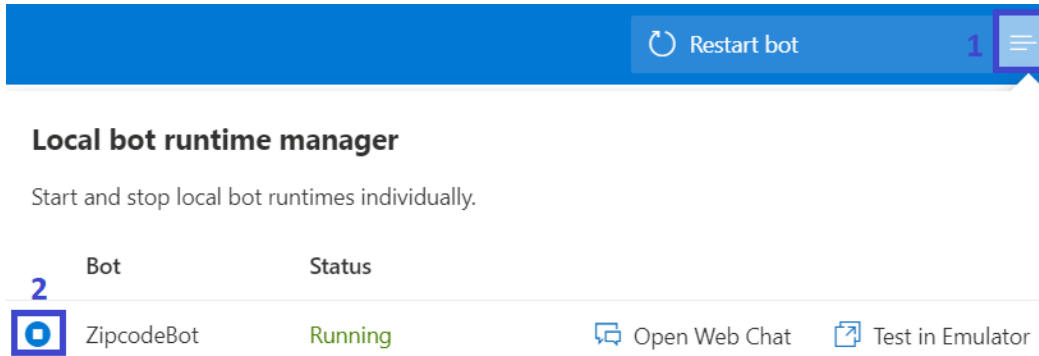 Restart bot 1
Local bot runtime manager
Start and stop local bot runtimes individually.
Bot Status
2
ZipcodeBot Running Open Web Chat Test in Emulator